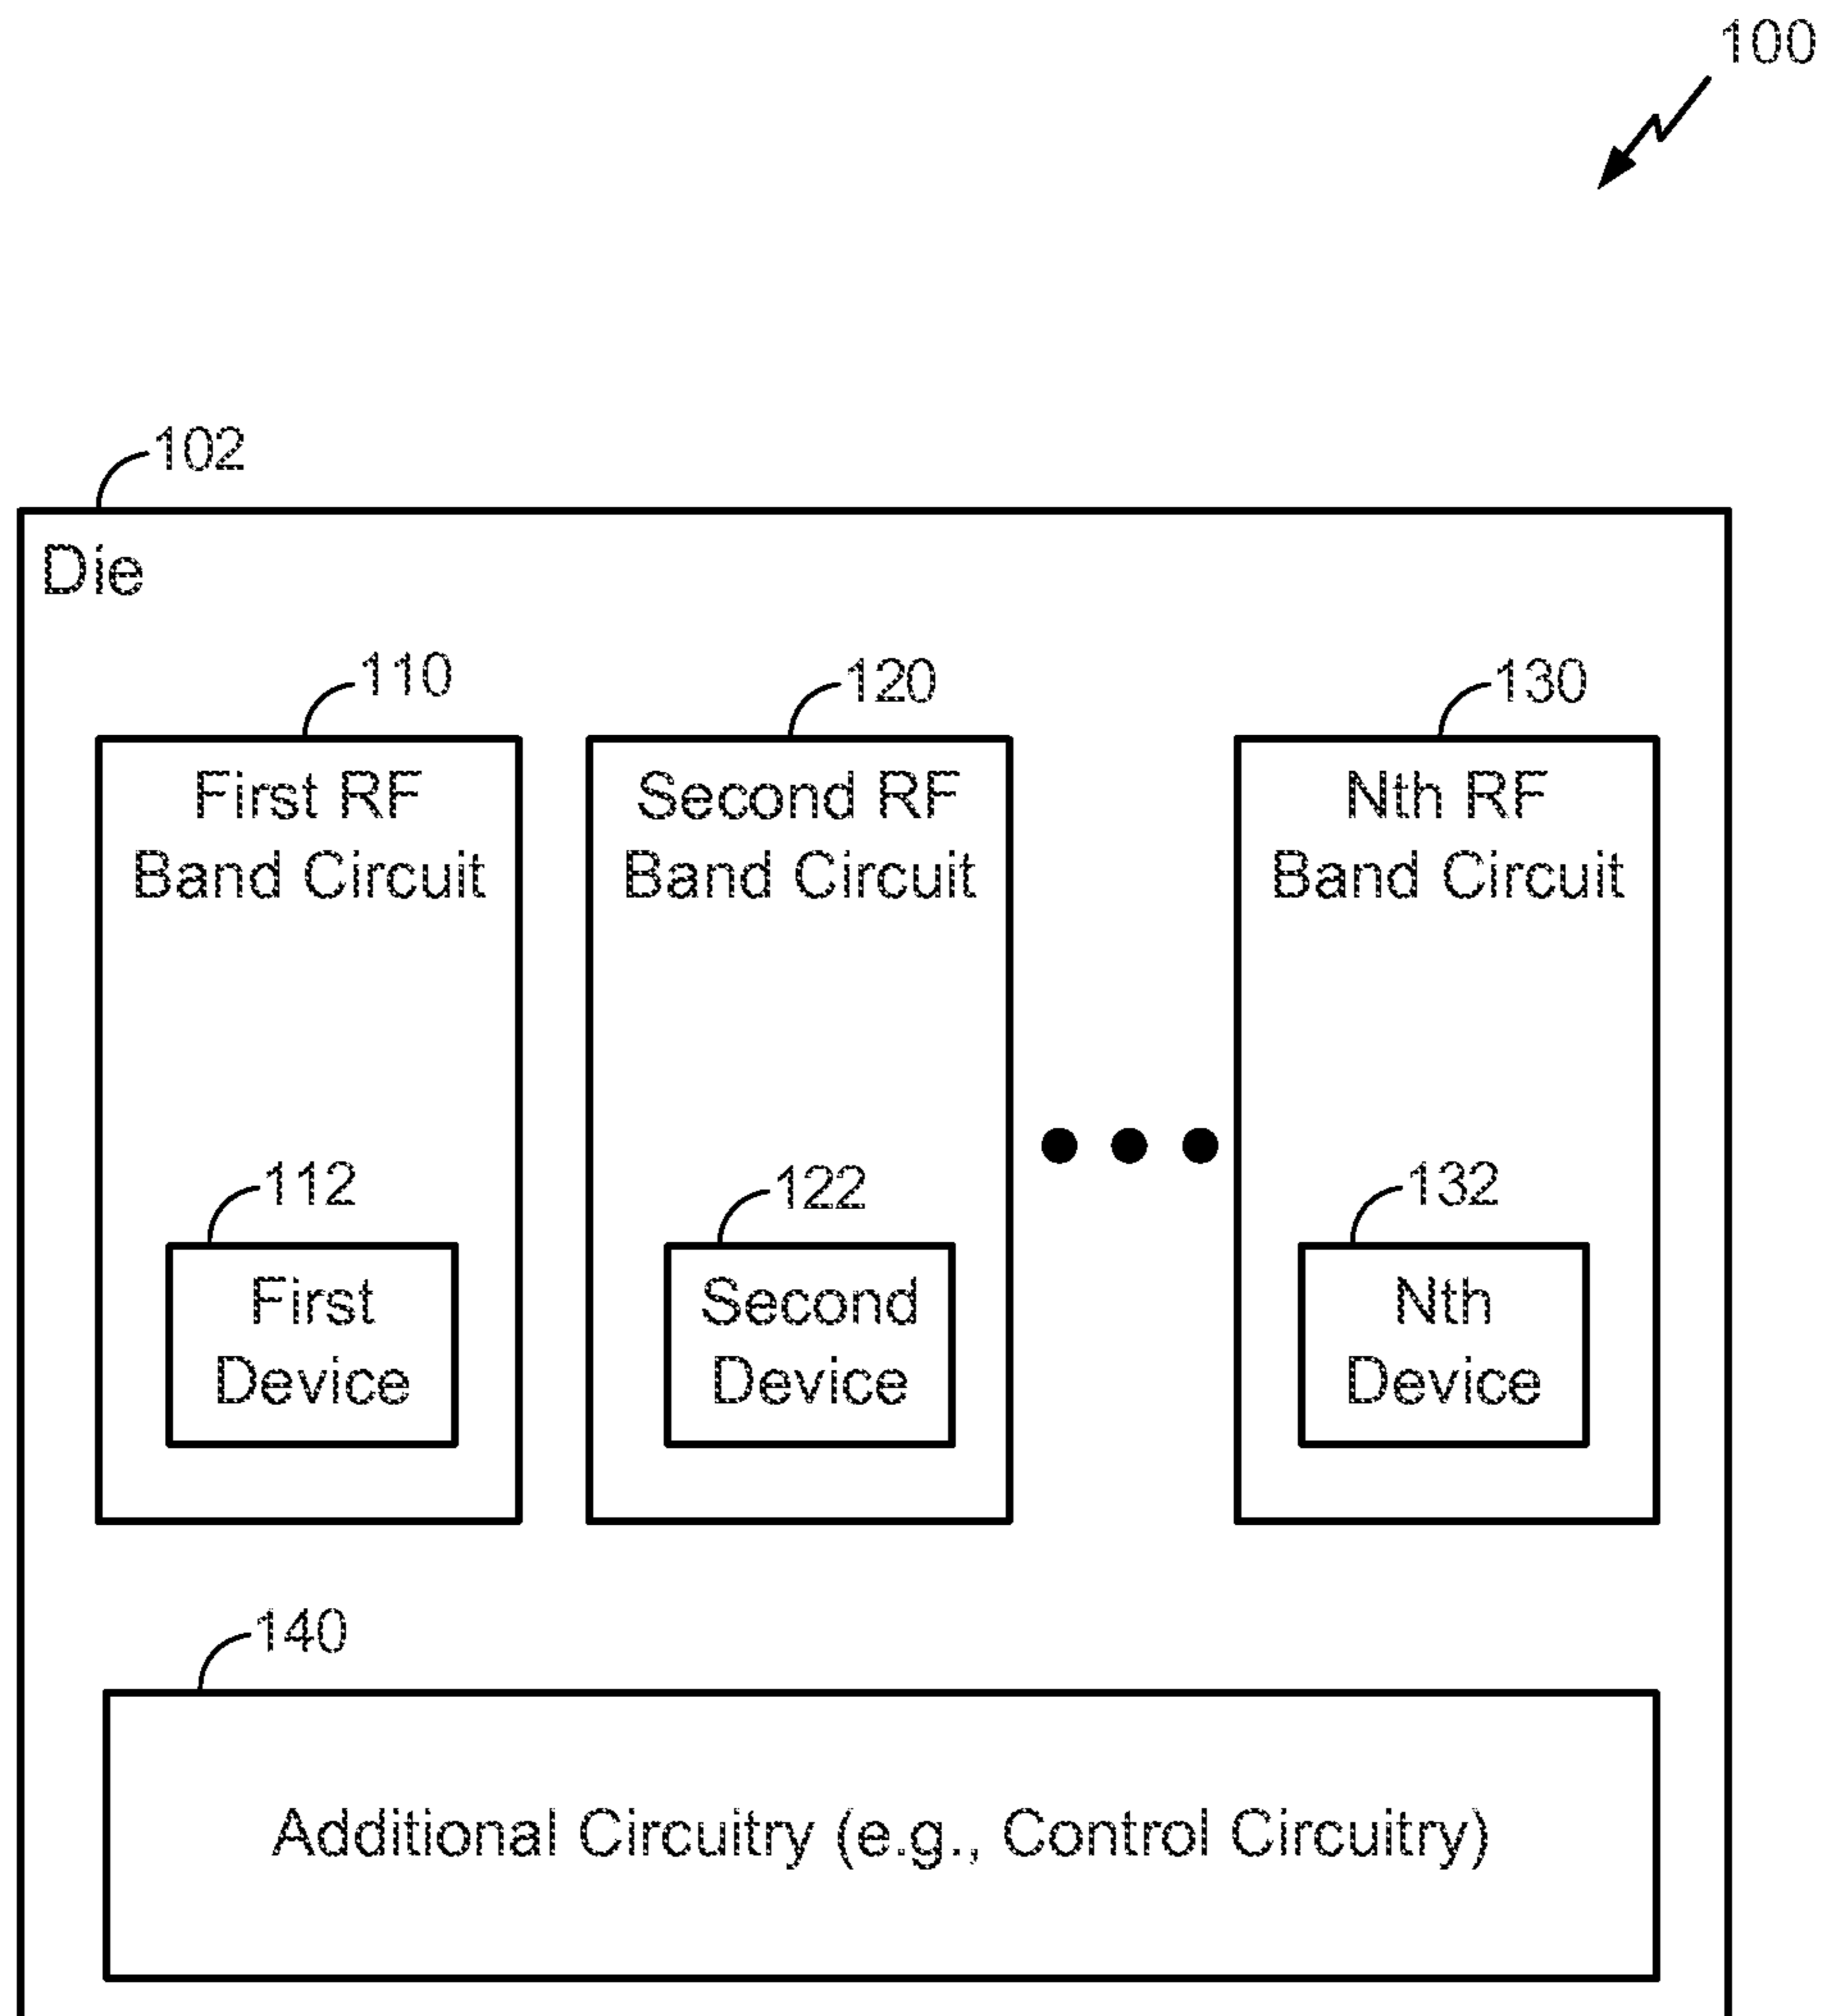 100
102
Die
110
120
130
First RF
Band Circuit
Second RF
Band Circuit
Nth RF
Band Circuit
112
122
132
First
Device
Second
Device
Nth
Device
140
Additional Circuitry (e.g., Control Circuitry)